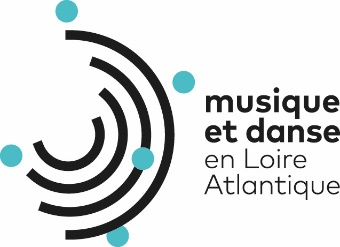 musique
et danse
en Loire
Atlantique